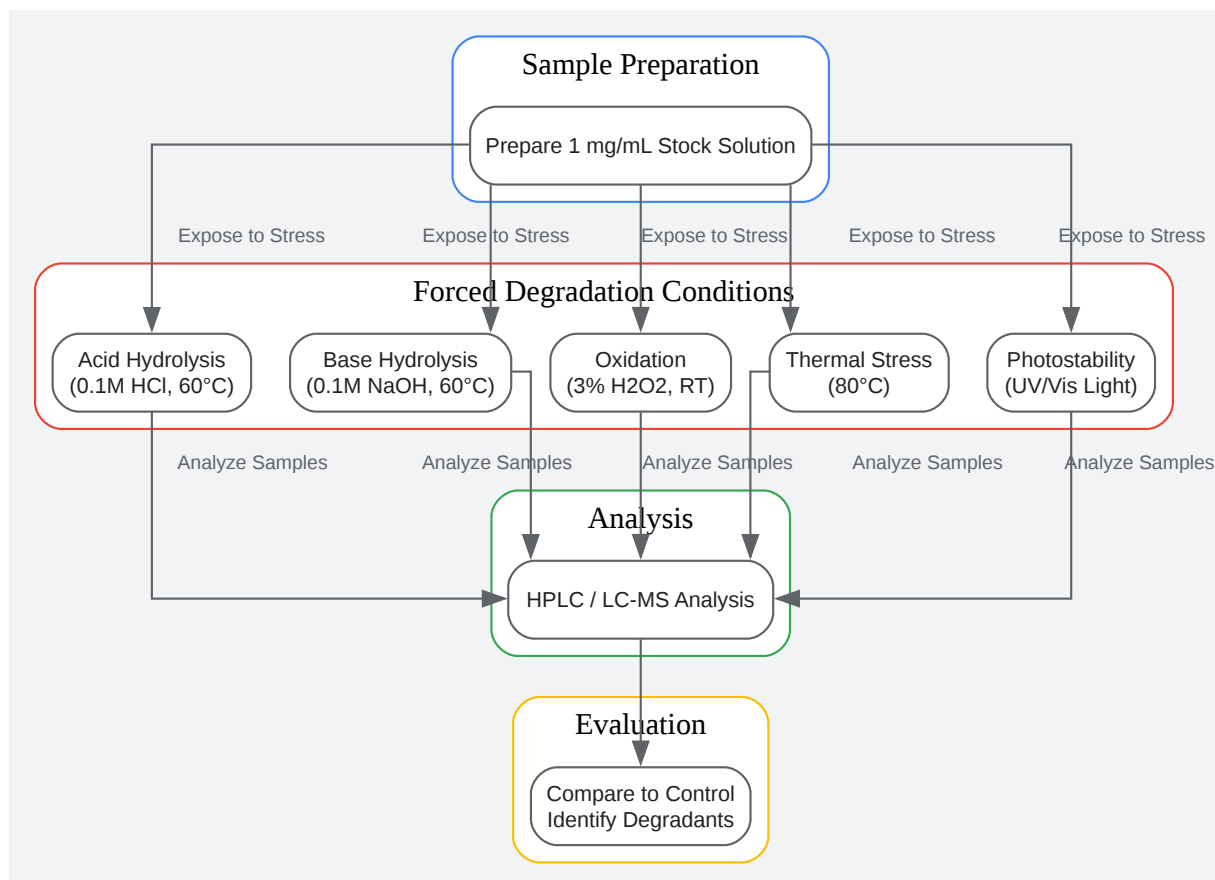 Sample Preparation
Prepare 1 mg/mL Stock Solution
Expose to Stress
Expose to Stress
Expose to Stress
Expose to Stress
Expose to Stress
Forced Degradation Conditions
Acid Hydrolysis
(0.1M HCl, 60°C)
Base Hydrolysis
(0.1M NaOH, 60°C)
Oxidation
(3% H2O2, RT)
Thermal Stress
(80°C)
Photostability
(UV/Vis Light)
Analyze Samples
Analyze Samples
Analyze Samples
Analyze Samples
Analyze Samples
Analysis
HPLC / LC-MS Analysis
Evaluation
Compare to Control
Identify Degradants